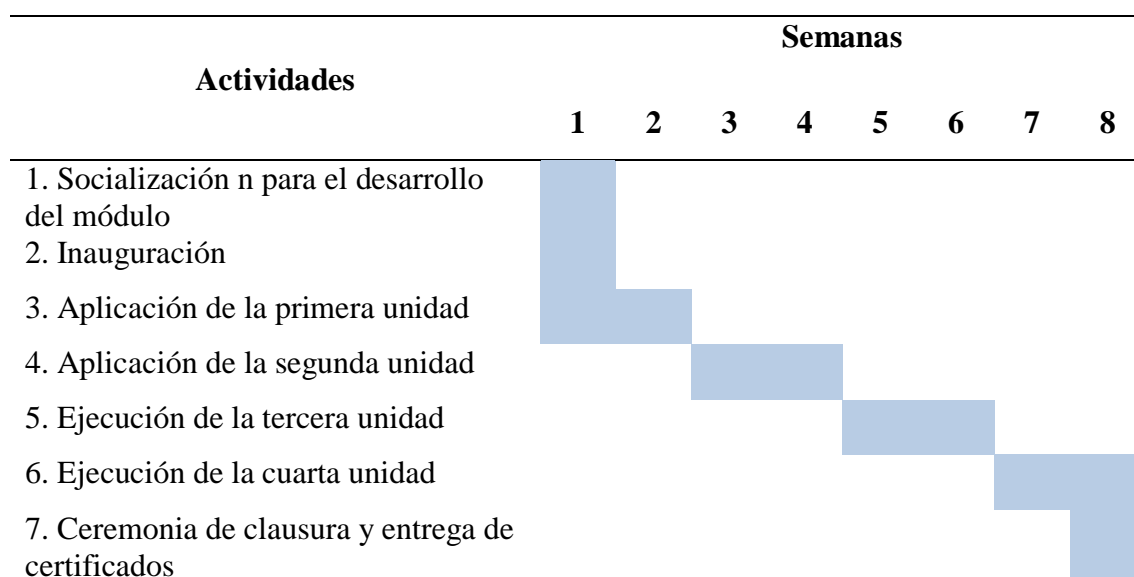 Semanas
Actividades
1 2 3 4 5 6 7 8
1. Socialización n para el desarrollo
del módulo
2. Inauguración
3. Aplicación de la primera unidad
4. Aplicación de la segunda unidad
5. Ejecución de la tercera unidad
6. Ejecución de la cuarta unidad
7. Ceremonia de clausura y entrega de
certificados